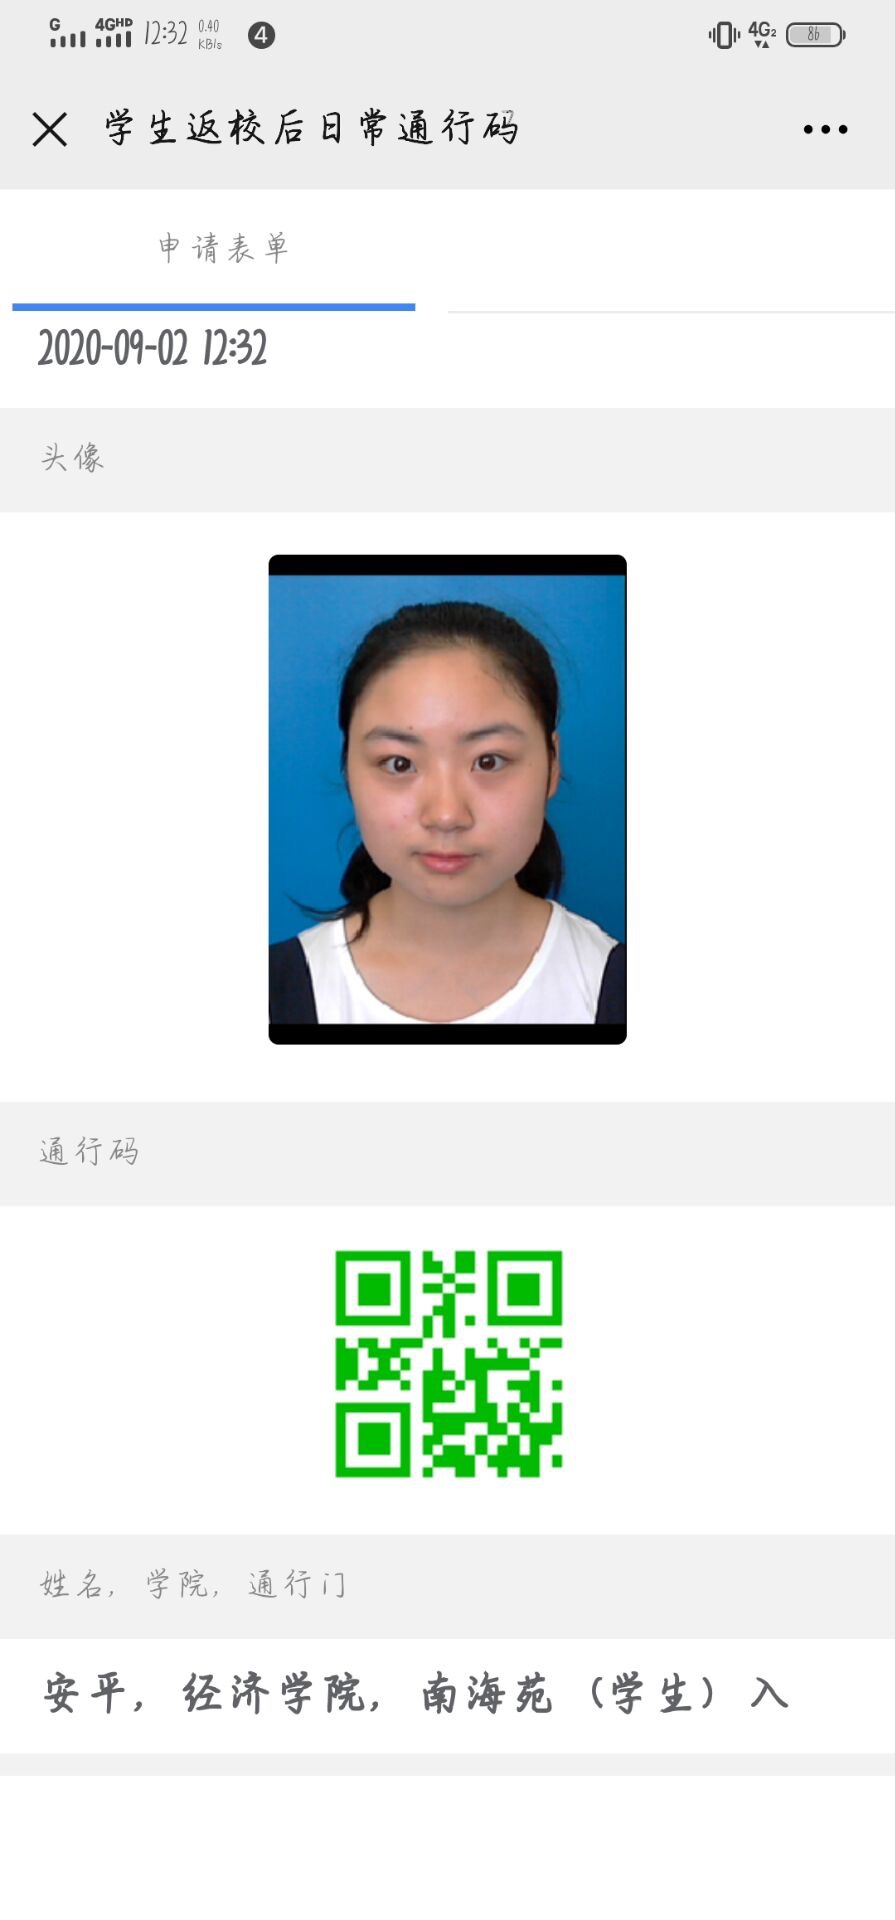 G 4GHD 12:32 0.40 KB/s 4 4G2 86
学生返校后日常通行码
申请表单
2020-09-02 12:32
头像
通行码
姓名, 学院, 通行门
安平, 经济学院, 南海苑 (学生) 入